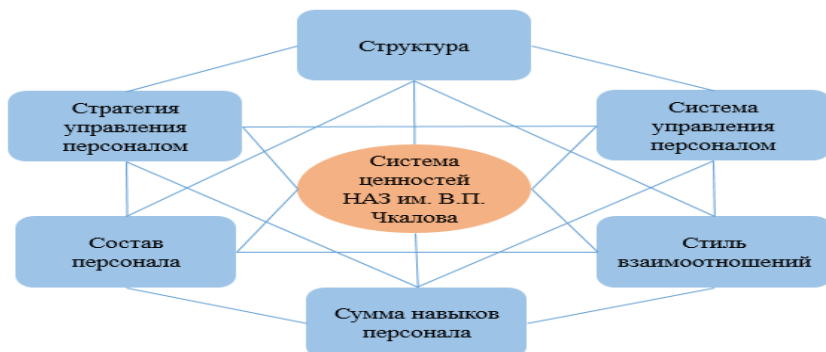 Структура
Стратегия
управления
персоналом
Система
управления
персоналом
Система
ценностей
НАЗ им. В.П.
Чкалова
Состав
персонала
Стиль
взаимоотношений
Сумма навыков
персонала